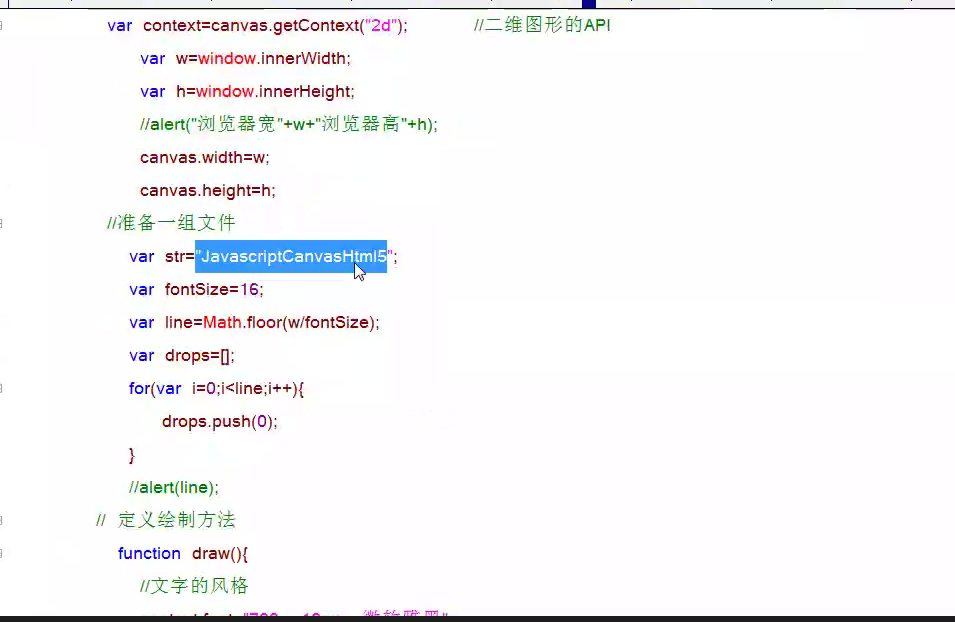 var context=canvas.getContext("2d"); //二维图形的API
var w=window.innerWidth;
var h=window.innerHeight;
//alert("浏览器宽"+w+"浏览器高"+h);
canvas.width=w;
canvas.height=h;
//准备一组文件
var str="JavascriptCanvasHtml5";
var fontSize=16;
var line=Math.floor(w/fontSize);
var drops=[];
for(var i=0;i<line;i++){
drops.push(0);
}
//alert(line);
// 定义绘制方法
function draw(){
//文字的风格